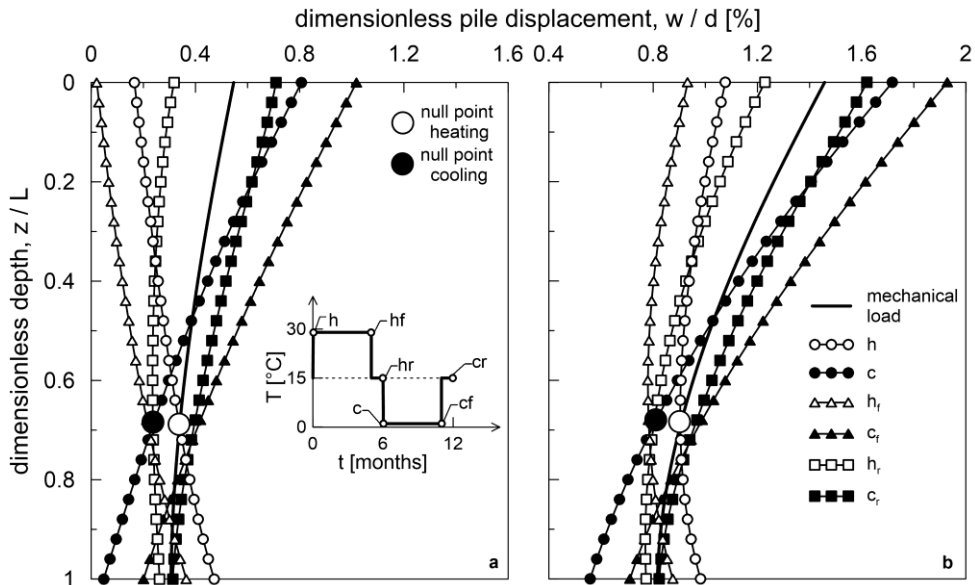 dimensionless pile displacement, w / d [%]
0 0.4 0.8 1.2 1.6
0.4 0.8 1.2 1.6 2
dimensionless depth, z / L
0
0.2
0.4
0.6
0.8
1
null point
heating
null point
cooling
T [°C]
30
15
0
h
hf
hr
cr
c
cf
0 6 12
t [months]
a
mechanical
load
h
c
hf
cf
hr
cr
b